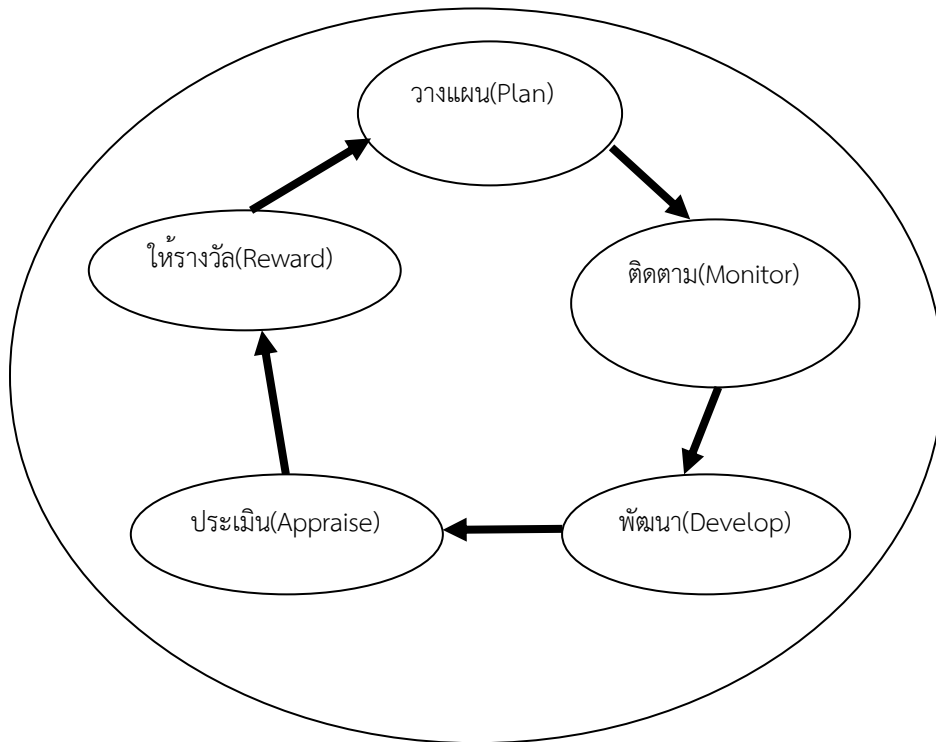 วางแผน(Plan)
ติดตาม(Monitor)
พัฒนา(Develop)
ประเมิน(Appraise)
ให้รางวัล(Reward)